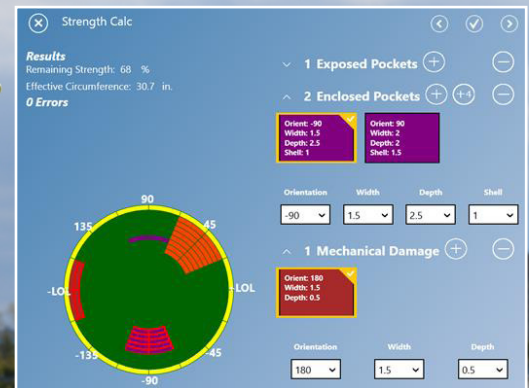 Strength Calc
Results
Remaining Strength: 68 %
Effective Circumference: 30.7 in.
0 Errors
1 Exposed Pockets
2 Enclosed Pockets
+4
Orient: -90
Width: 1.5
Depth: 2.5
Shell: 1
Orient: 90
Width: 2
Depth: 2
Shell: 1.5
Orientation Width Depth Shell
-90 1.5 2.5 1
1 Mechanical Damage
Orient: 180
Width: 1.5
Depth: 0.5
Orientation Width Depth
180 1.5 0.5
90
135 45
-LOL -LOL
-135 -45
-90